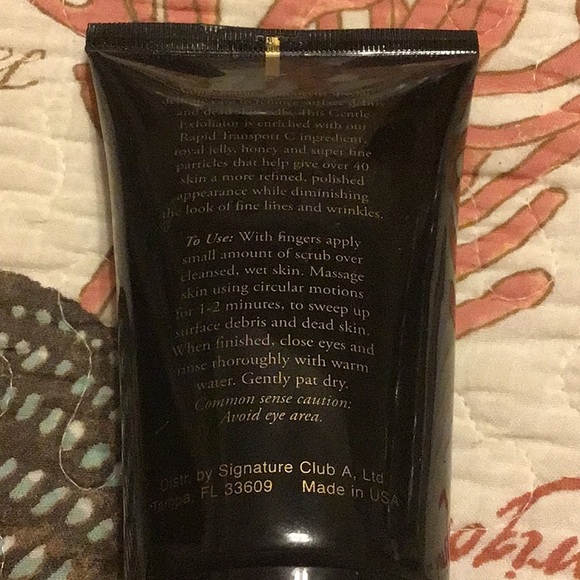 and dead
This Gentle
Exfoliator is enriched with our
Rapid Transport C ingredient,
royal jelly, honey and super fine
particles that help give over 40
skin a more refined, polished
appearance while diminishing
the look of fine lines and wrinkles.
To Use: With fingers apply
small amount of scrub over
cleansed, wet skin. Massage
skin using circular motions
for 1-2 minutes, to sweep up
surface debris and dead skin.
When finished, close eyes and
rinse thoroughly with warm
water. Gently pat dry.
Common sense caution:
Avoid eye area.
Distr. by Signature Club A, Ltd
Tampa, FL 33609 Made in USA